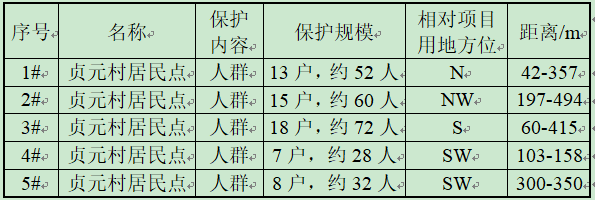 序号 名称 保护内容 保护规模 相对项目用地方位 距离/m
1# 贞元村居民点 人群 13 户，约 52 人 N 42-357
2# 贞元村居民点 人群 15 户，约 60 人 NW 197-494
3# 贞元村居民点 人群 18 户，约 72 人 S 60-415
4# 贞元村居民点 人群 7 户，约 28 人 SW 103-158
5# 贞元村居民点 人群 8 户，约 32 人 SW 300-350